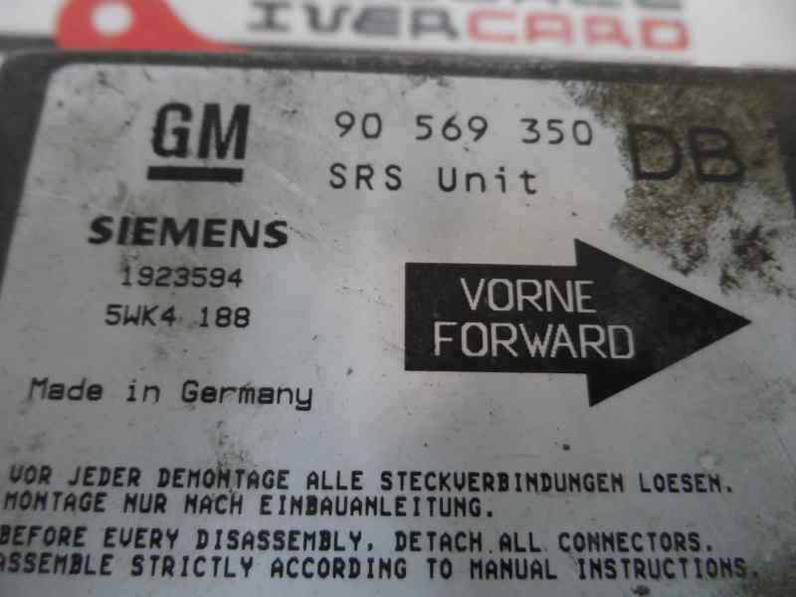 IVERCARD
GM
90 569 350 DB
SRS Unit
SIEMENS
1923594
5WK4 188
VORNE
FORWARD
Made in Germany
VOR JEDER DEMONTAGE ALLE STECKVERBINDUNGEN LOESEN.
MONTAGE NUR NACH EINBAUANLEITUNG.
BEFORE EVERY DISASSEMBLY, DETACH ALL CONNECTORS.
ASSEMBLE STRICTLY ACCORDING TO MANUAL INSTRUCTIONS.